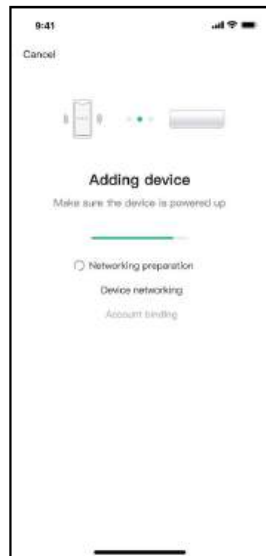 9:41
Cancel
Adding device
Make sure the device is powered up
Networking preparation
Device networking
Account binding